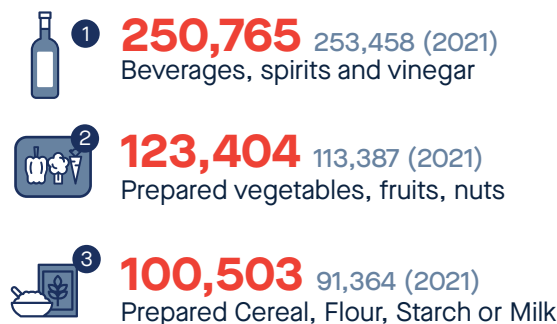 1
250,765 253,458 (2021)
Beverages, spirits and vinegar
2
123,404 113,387 (2021)
Prepared vegetables, fruits, nuts
3
100,503 91,364 (2021)
Prepared Cereal, Flour, Starch or Milk